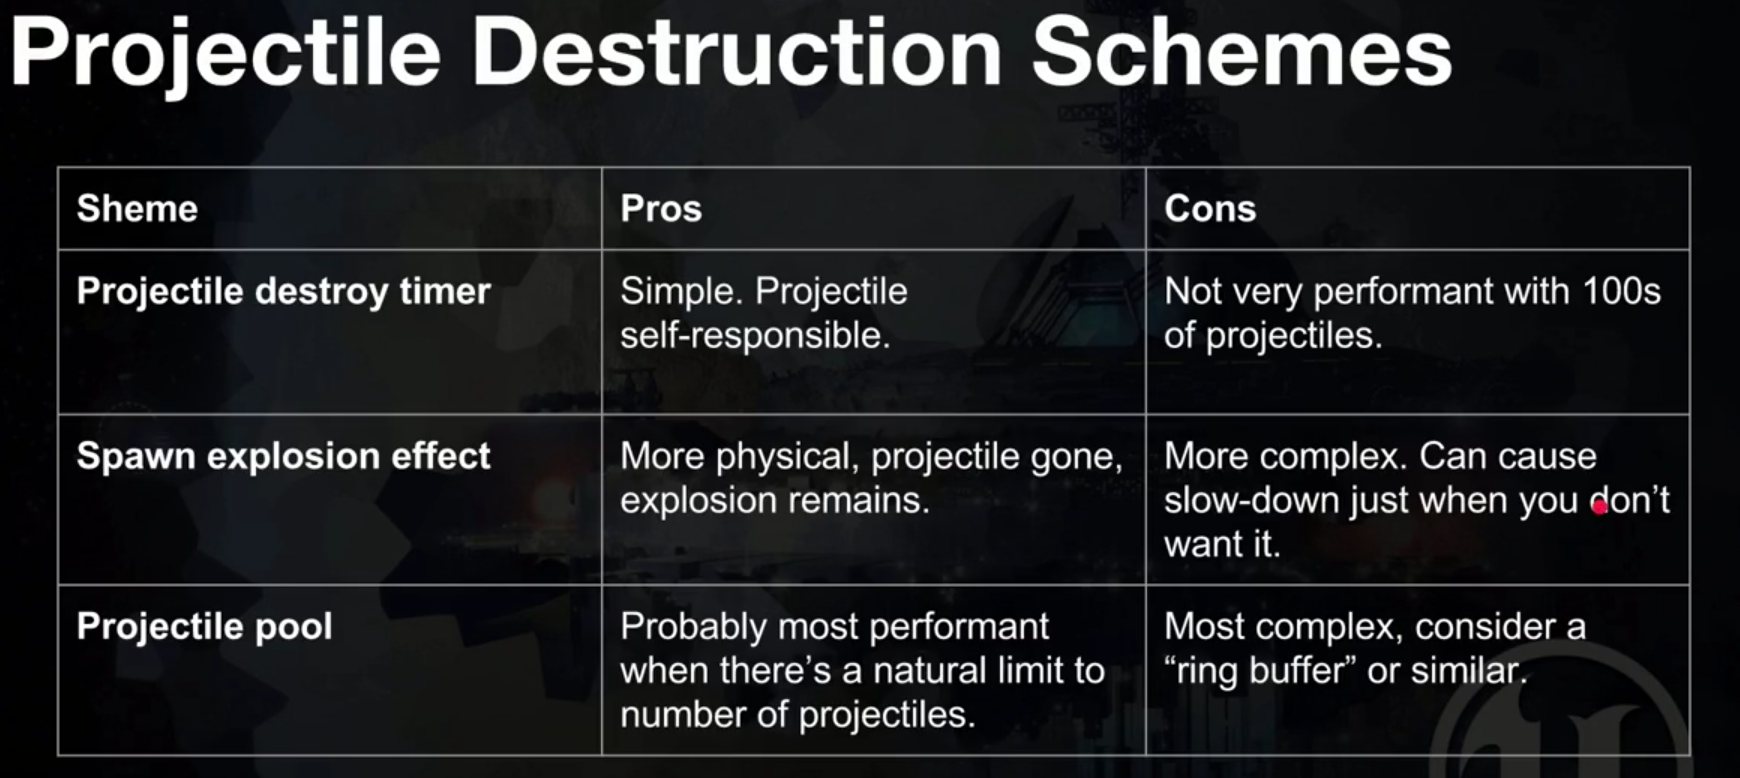 Projectile Destruction Schemes
Sheme
Pros
Cons
Projectile destroy timer
Simple. Projectile
self-responsible.
Not very performant with 100s
of projectiles.
Spawn explosion effect
More physical, projectile gone,
explosion remains.
More complex. Can cause
slow-down just when you don’t
want it.
Projectile pool
Probably most performant
when there’s a natural limit to
number of projectiles.
Most complex, consider a
“ring buffer” or similar.